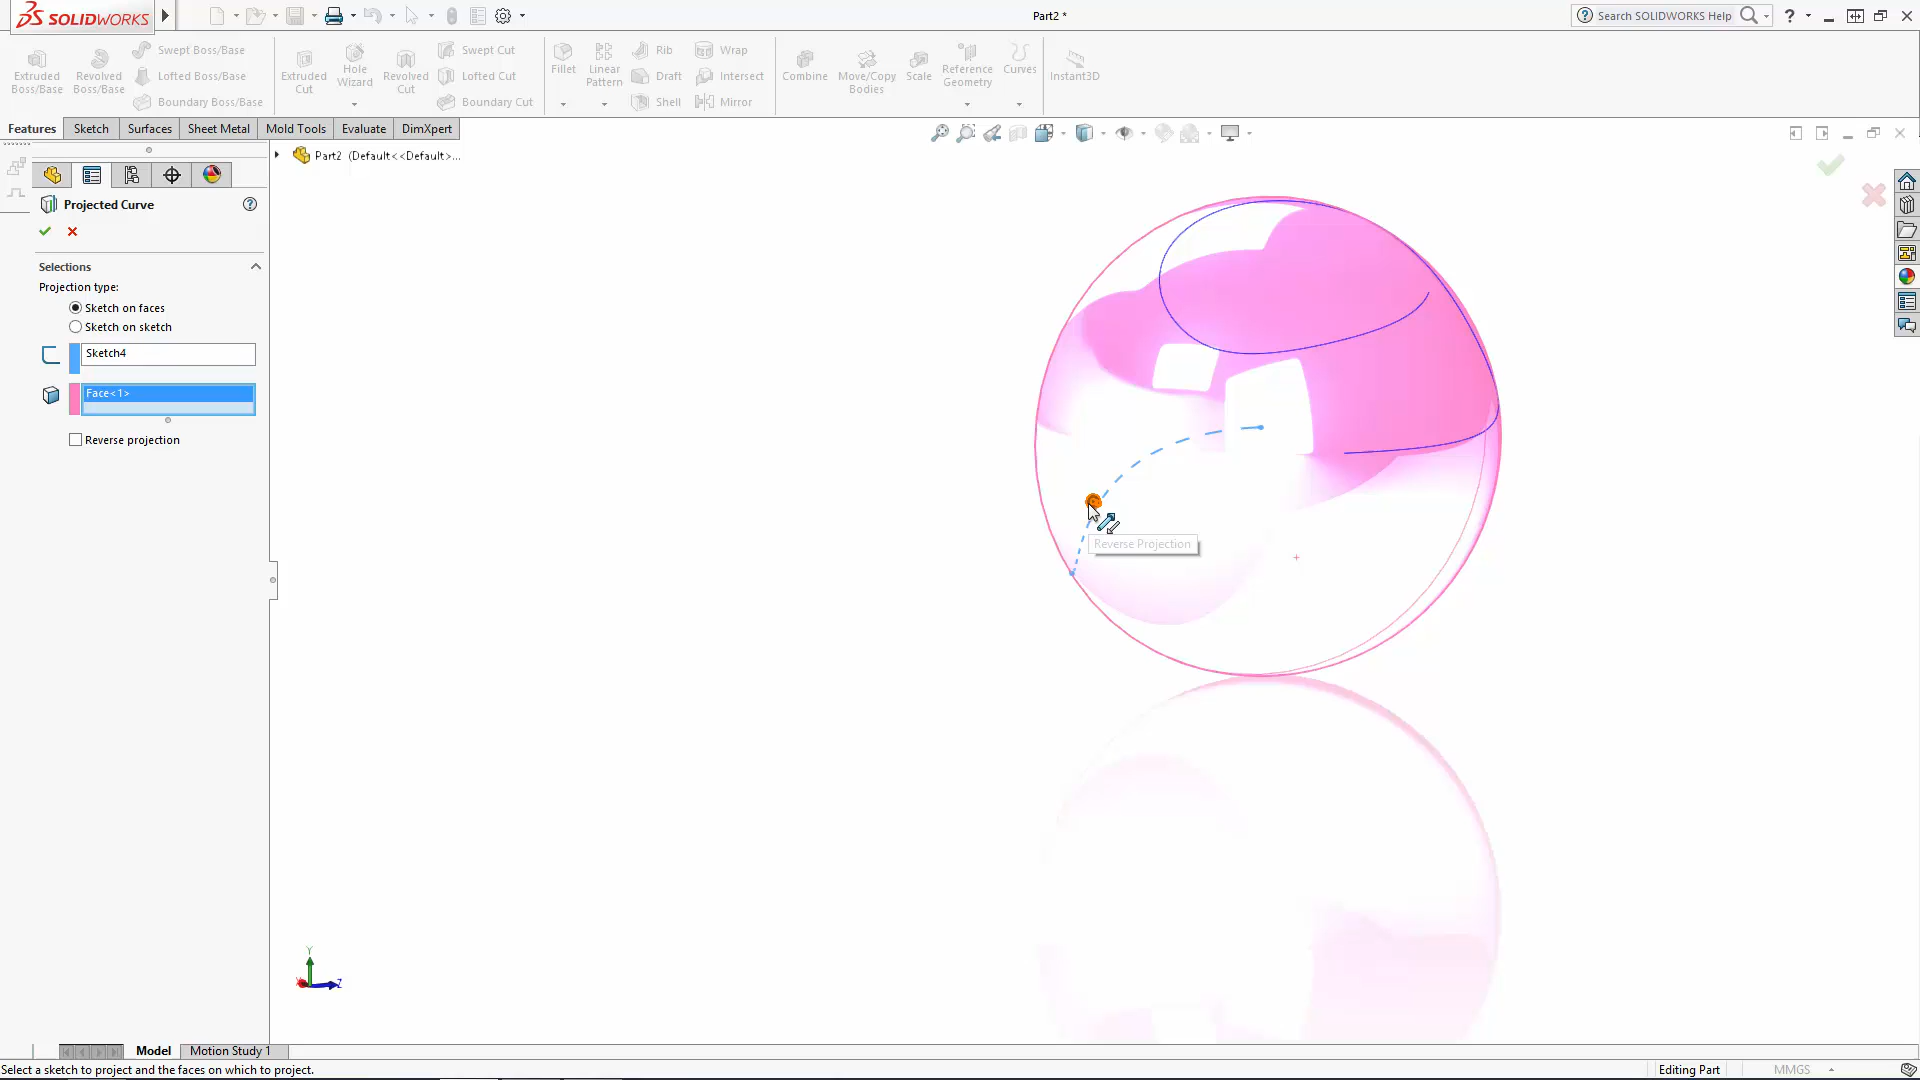 SOLIDWORKS
Part2 *
Search SOLIDWORKS Help
Extruded Boss/Base
Revolved Boss/Base
Swept Boss/Base
Lofted Boss/Base
Boundary Boss/Base
Extruded Cut
Hole Wizard
Revolved Cut
Swept Cut
Lofted Cut
Boundary Cut
Fillet
Linear Pattern
Rib
Draft
Shell
Wrap
Intersect
Mirror
Combine
Move/Copy Bodies
Scale
Reference Geometry
Curves
Instant3D
Features
Sketch
Surfaces
Sheet Metal
Mold Tools
Evaluate
DimXpert
Part2 (Default<<Default>...
Projected Curve
Selections
Projection type:
Sketch on faces
Sketch on sketch
Sketch4
Face<1>
Reverse projection
Reverse Projection
Y
Z
Model
Motion Study 1
Select a sketch to project and the faces on which to project.
Editing Part
MMGS